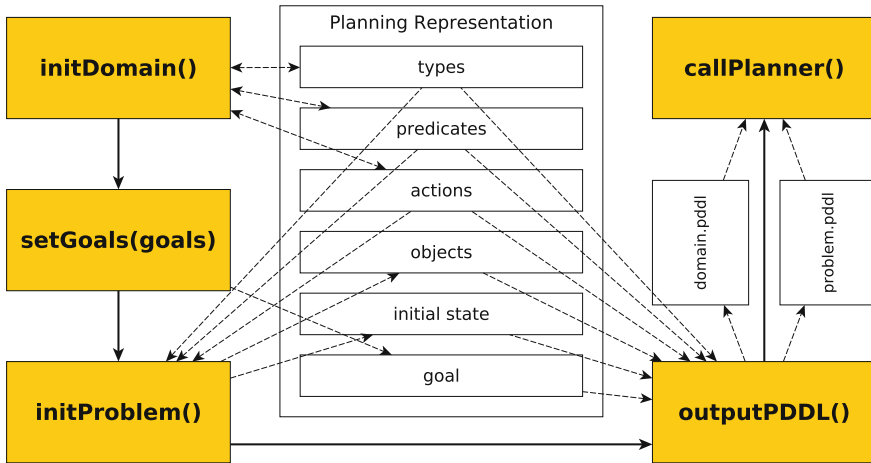 Planning Representation
initDomain()
types
callPlanner()
predicates
actions
setGoals(goals)
objects
domain.pddl
problem.pddl
initial state
goal
initProblem()
outputPDDL()